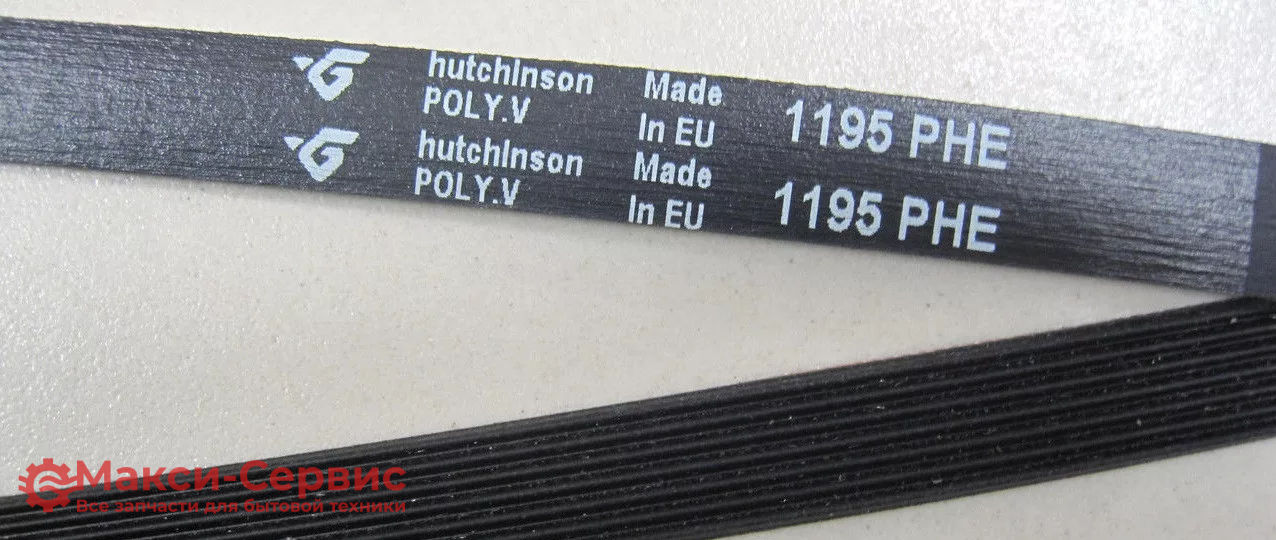 hutchInson
POLY.V
Made
In EU
1195 PHE
hutchInson
POLY.V
Made
In EU
1195 PHE
Макси-Сервис
Все запчасти для бытовой техники